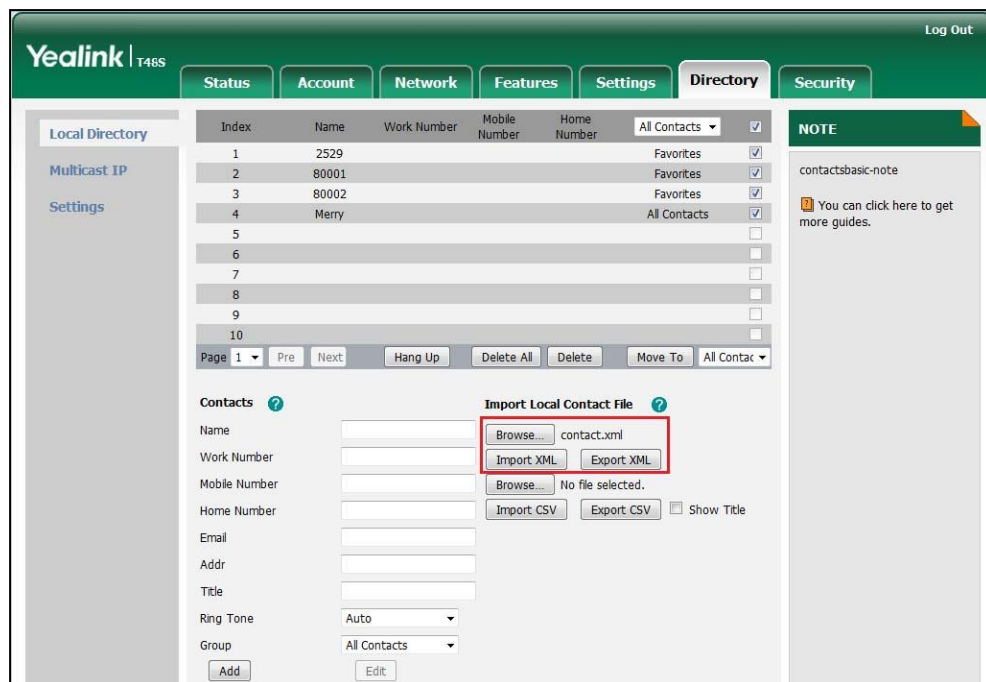 Log Out
Yealink T48S
Status Account Network Features Settings Directory Security
Local Directory
Multicast IP
Settings
Index Name Work Number Mobile Number Home Number All Contacts
1 2529 Favorites
2 80001 Favorites
3 80002 Favorites
4 Merry All Contacts
5
6
7
8
9
10
Page 1 Pre Next Hang Up Delete All Delete Move To All Contac
NOTE
contactsbasic-note
You can click here to get
more guides.
Contacts ? Import Local Contact File ?
Name Browse... contact.xml
Work Number Import XML Export XML
Mobile Number Browse... No file selected.
Home Number Import CSV Export CSV Show Title
Email
Addr
Title
Ring Tone Auto
Group All Contacts
Add Edit